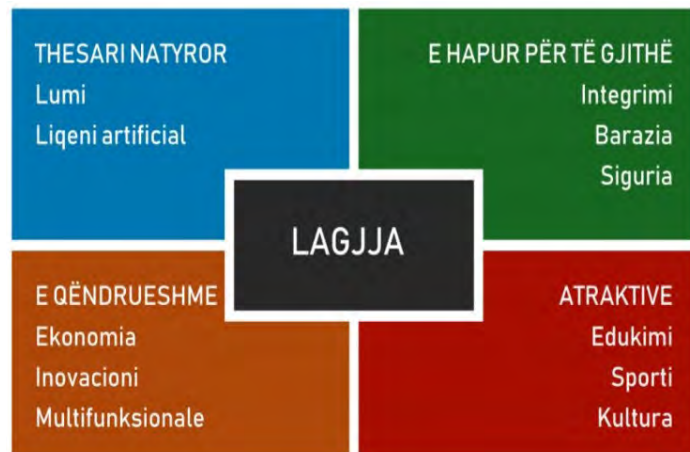 THESARI NATYROR
Lumi
Liqeni artificial
E HAPUR PËR TË GJITHË
Integrimi
Barazia
Siguria
LAGJJA
E QËNDRUESHME
Ekonomia
Inovacioni
Multifunksionale
ATRAKTIVE
Edukimi
Sporti
Kultura